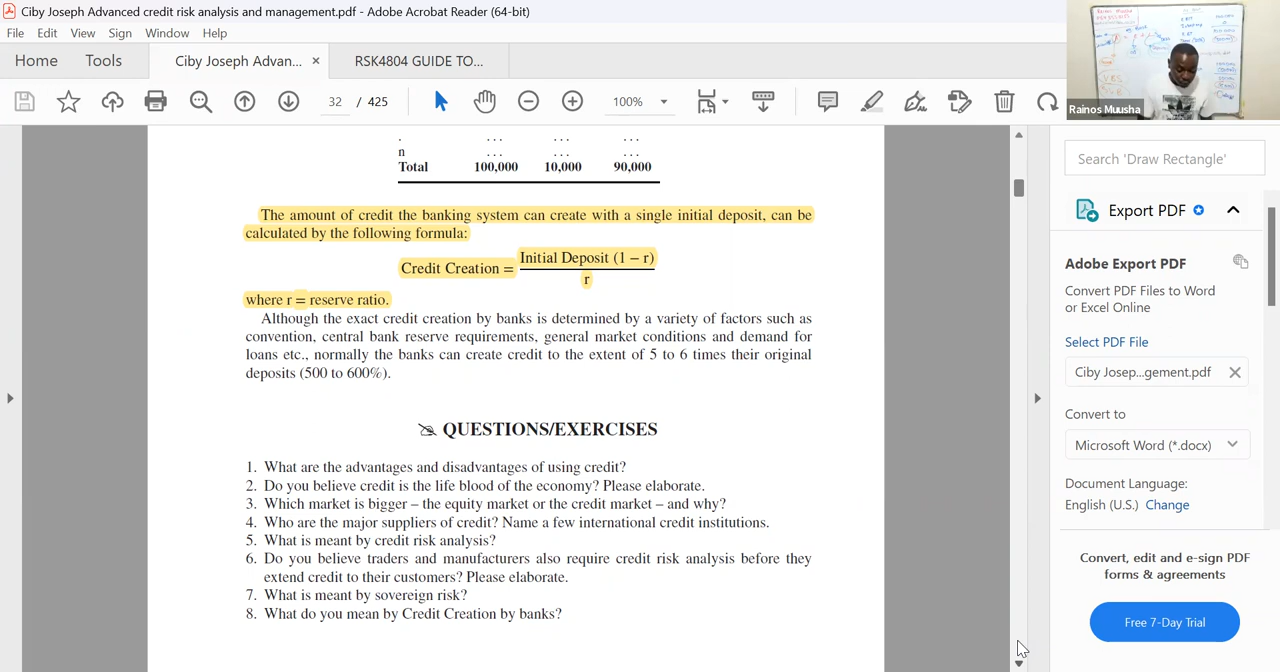 Ciby Joseph Advanced credit risk analysis and management.pdf - Adobe Acrobat Reader (64-bit)
File Edit View Sign Window Help
Home Tools Ciby Joseph Advan... × RSK4804 GUIDE TO...
32 / 425 100%
Rainos Muusha
n ... ... ...
Total 100,000 10,000 90,000
The amount of credit the banking system can create with a single initial deposit, can be
calculated by the following formula:
Credit Creation = Initial Deposit (1 – r)
r
where r = reserve ratio.
Although the exact credit creation by banks is determined by a variety of factors such as
convention, central bank reserve requirements, general market conditions and demand for
loans etc., normally the banks can create credit to the extent of 5 to 6 times their original
deposits (500 to 600%).
QUESTIONS/EXERCISES
1. What are the advantages and disadvantages of using credit?
2. Do you believe credit is the life blood of the economy? Please elaborate.
3. Which market is bigger – the equity market or the credit market – and why?
4. Who are the major suppliers of credit? Name a few international credit institutions.
5. What is meant by credit risk analysis?
6. Do you believe traders and manufacturers also require credit risk analysis before they
extend credit to their customers? Please elaborate.
7. What is meant by sovereign risk?
8. What do you mean by Credit Creation by banks?
Search 'Draw Rectangle'
Export PDF
Adobe Export PDF
Convert PDF Files to Word
or Excel Online
Select PDF File
Ciby Josep...gement.pdf
Convert to
Microsoft Word (*.docx)
Document Language:
English (U.S.) Change
Convert, edit and e-sign PDF
forms & agreements
Free 7-Day Trial